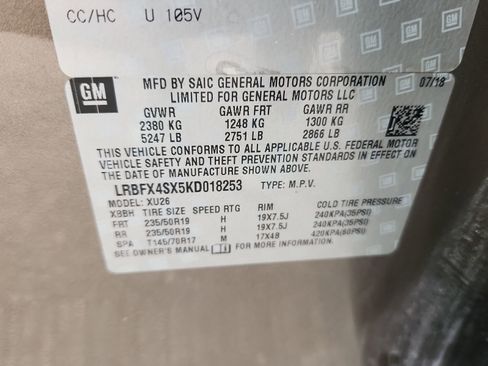 CC/HC U 105V
GM
GM
MFD BY SAIC GENERAL MOTORS CORPORATION 07/18
LIMITED FOR GENERAL MOTORS LLC
GVWR GAWR FRT GAWR RR
2380 KG 1248 KG 1300 KG
5247 LB 2751 LB 2866 LB
THIS VEHICLE CONFORMS TO ALL APPLICABLE U.S. FEDERAL MOTOR
VEHICLE SAFETY, BUMPER, AND THEFT PREVENTION STANDARDS IN EFFECT ON
THE DATE OF MANUFACTURE SHOWN ABOVE.
LRBFX4SX5KD018253 TYPE: M.P.V.
MODEL: XU26
XBBH TIRE SIZE SPEED RTG RIM COLD TIRE PRESSURE
FRT 235/50R19 H 19X7.5J 240KPA(35PSI)
RR 235/50R19 H 19X7.5J 240KPA(35PSI)
SPA T145/70R17 M 17X4B 420KPA(60PSI)
SEE OWNER'S MANUAL FOR MORE INFORMATION.